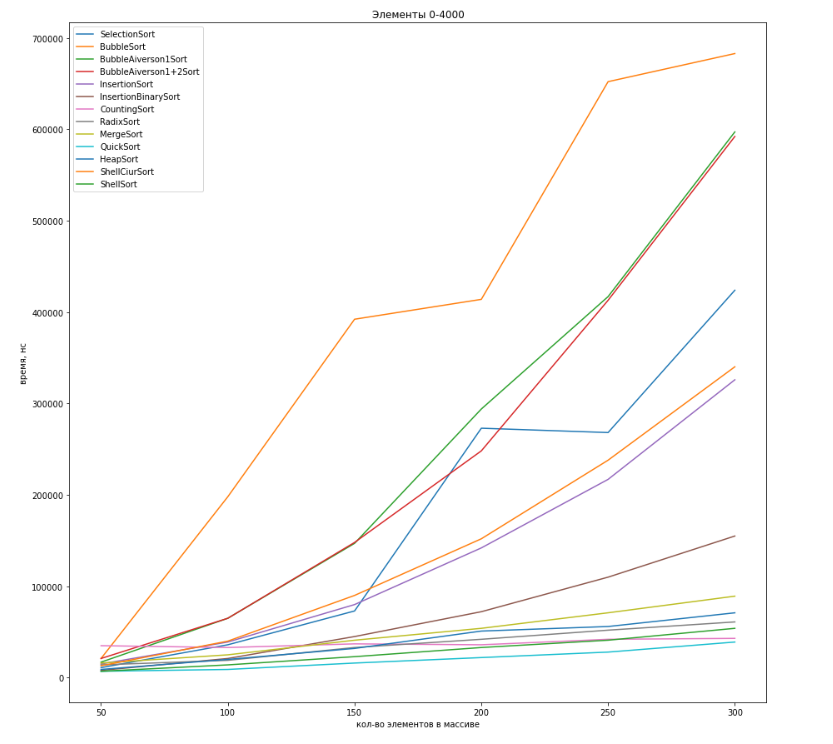 Элементы 0-4000
SelectionSort
BubbleSort
BubbleAiverson1Sort
BubbleAiverson1+2Sort
InsertionSort
InsertionBinarySort
CountingSort
RadixSort
MergeSort
QuickSort
HeapSort
ShellCiurSort
ShellSort
700000
600000
500000
400000
300000
200000
100000
0
время, нс
50 100 150 200 250 300
кол-во элементов в массиве